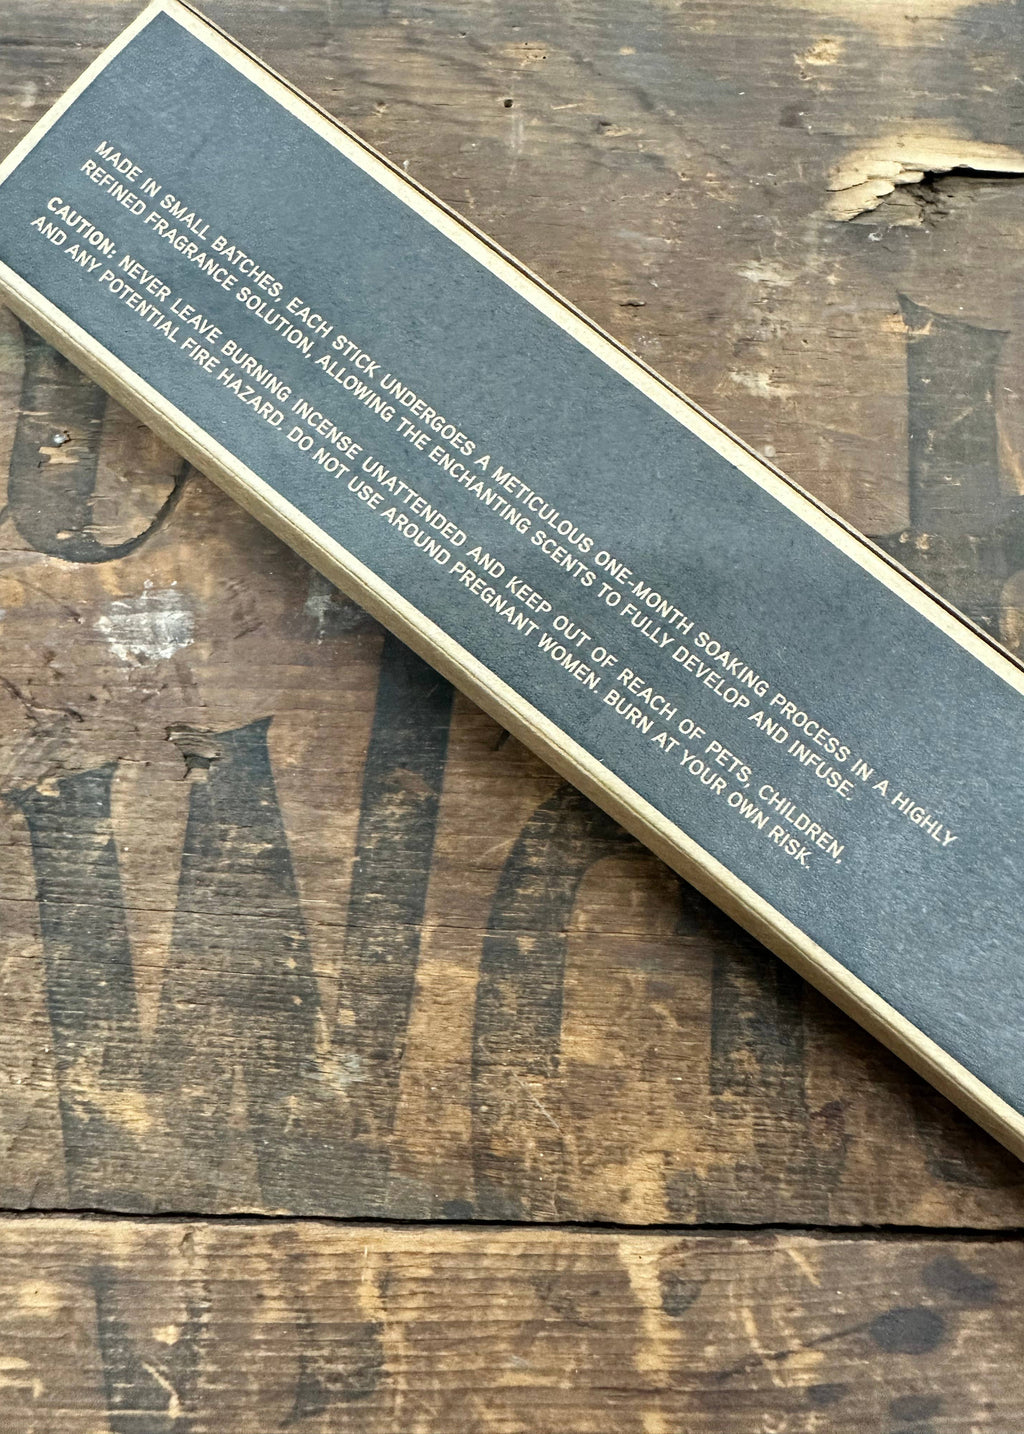 MADE IN SMALL BATCHES, EACH STICK UNDERGOES A METICULOUS ONE-MONTH SOAKING PROCESS IN A HIGHLY
REFINED FRAGRANCE SOLUTION, ALLOWING THE ENCHANTING SCENTS TO FULLY DEVELOP AND INFUSE.
CAUTION: NEVER LEAVE BURNING INCENSE UNATTENDED AND KEEP OUT OF REACH OF PETS, CHILDREN,
AND ANY POTENTIAL FIRE HAZARD. DO NOT USE AROUND PREGNANT WOMEN. BURN AT YOUR OWN RISK.